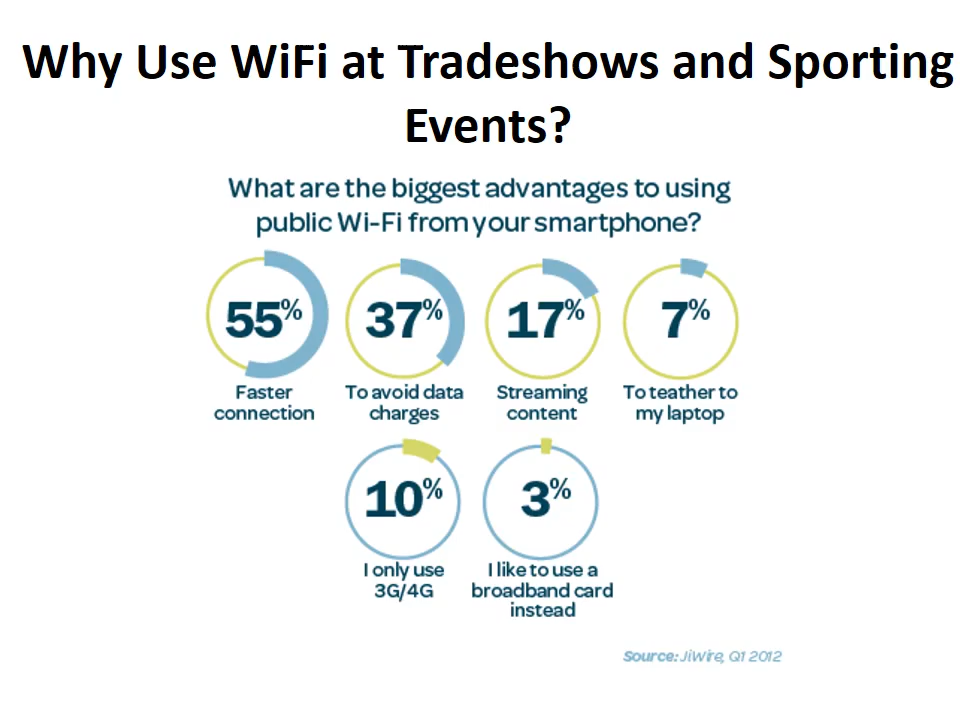 Why Use WiFi at Tradeshows and Sporting
Events?
What are the biggest advantages to using
public Wi-Fi from your smartphone?
55%
Faster
connection
37%
To avoid data
charges
17%
Streaming
content
7%
To teather to
my laptop
10%
I only use
3G/4G
3%
I like to use a
broadband card
instead
Source: JiWire, Q1 2012